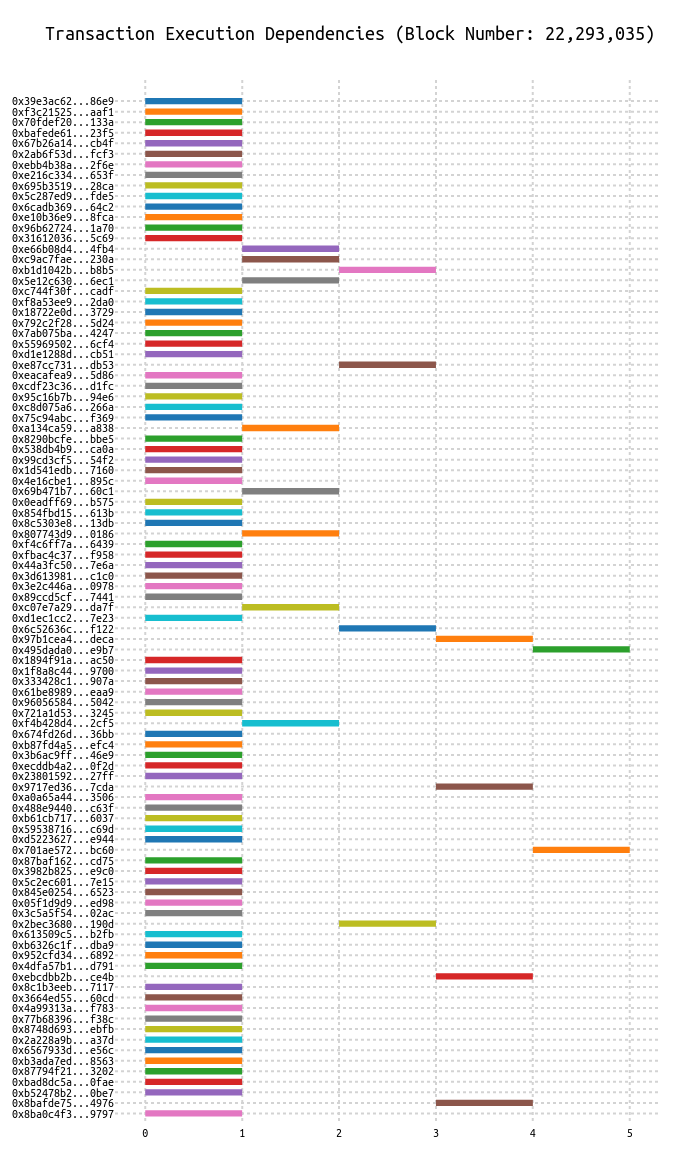 Transaction Execution Dependencies (Block Number: 22,293,035)
0x39e3ac62...86e9
0xf3c21525...aaf1
0x70fdef20...133a
0xbafede61...23f5
0x67b26a14...cb4f
0x2ab6f53d...fcf3
0xebb4b38a...2f6e
0xe216c334...653f
0x695b3519...28ca
0x5c287ed9...fde5
0x6cadb369...64c2
0xe10b36e9...8fca
0x96b62724...1a70
0x31612036...5c69
0xe66b08d4...4fb4
0xc9ac7fae...230a
0xb1d1042b...b8b5
0x5e12c630...6ec1
0xc744f30f...cadf
0xf8a53ee9...2da0
0x18722e0d...3729
0x792c2f28...5d24
0x7ab075ba...4247
0x55969502...6cf4
0xd1e1288d...cb51
0xe87cc731...db53
0xeacafea9...5d86
0xcdf23c36...d1fc
0x95c16b7b...94e6
0xc8d075a6...266a
0x75c94abc...f369
0xa134ca59...a838
0x8290bcfe...bbe5
0x538db4b9...ca0a
0x99cd3cf5...54f2
0x1d541edb...7160
0x4e16cbe1...895c
0x69b471b7...60c1
0x0eadff69...b575
0x854fbd15...613b
0x8c5303e8...13db
0x807743d9...0186
0xf4c6ff7a...6439
0xfbac4c37...f958
0x44a3fc50...7e6a
0x3d613981...c1c0
0x3e2c446a...0978
0x89ccd5cf...7441
0xc07e7a29...da7f
0xd1ec1cc2...7e23
0x6c52636c...f122
0x97b1cea4...deca
0x495dada0...e9b7
0x1894f91a...ac50
0x1f8a8c44...9700
0x333428c1...907a
0x61be8989...eaa9
0x96056584...5042
0x721a1d53...3245
0xf4b428d4...2cf5
0x674fd26d...36bb
0xb87fd4a5...efc4
0x3b6ac9ff...46e9
0xecddb4a2...0f2d
0x23801592...27ff
0x9717ed36...7cda
0xa0a65a44...3506
0x488e9440...c63f
0xb61cb717...6037
0x59538716...c69d
0xd5223627...e944
0x701ae572...bc60
0x87baf162...cd75
0x3982b825...e9c0
0x5c2ec601...7e15
0x845e0254...6523
0x05f1d9d9...ed98
0x3c5a5f54...02ac
0x2bec3680...190d
0x613509c5...b2fb
0xb6326c1f...dba9
0x952cfd34...6892
0x4dfa57b1...d791
0xebcdbb2b...ce4b
0x8c1b3eeb...7117
0x3664ed55...60cd
0x4a99313a...f783
0x77b68396...f38c
0x8748d693...ebfb
0x2a228a9b...a37d
0x6567933d...e56c
0xb3ada7ed...8563
0x87794f21...3202
0xbad8dc5a...0fae
0xb52478b2...0be7
0x8bafde75...4976
0x8ba0c4f3...9797
0 1 2 3 4 5